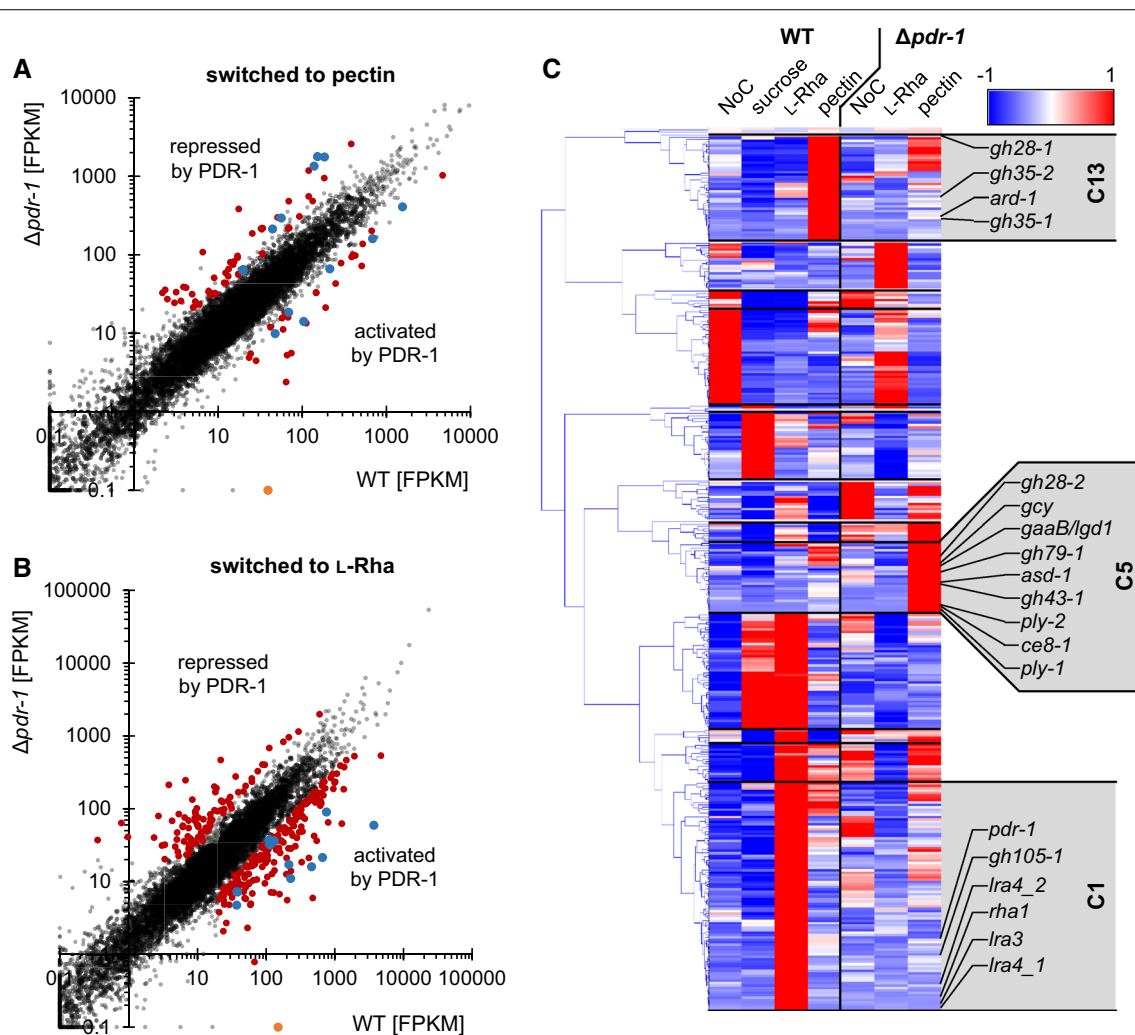 A
switched to pectin
10000
1000
100
10
0.1
0.1
10
100
1000
10000
Δpdr-1 [FPKM]
WT [FPKM]
repressed
by PDR-1
activated
by PDR-1
B
switched to L-Rha
100000
10000
1000
100
10
0.1
0.1
10
100
1000
10000
100000
Δpdr-1 [FPKM]
WT [FPKM]
repressed
by PDR-1
activated
by PDR-1
C
WT
Δpdr-1
NoC
sucrose
L-Rha
pectin
NoC
L-Rha
pectin
-1
1
gh28-1
gh35-2
ard-1
gh35-1
C13
gh28-2
gcy
gaaB/lgd1
gh79-1
asd-1
gh43-1
ply-2
ce8-1
ply-1
C5
pdr-1
gh105-1
lra4_2
rha1
lra3
lra4_1
C1